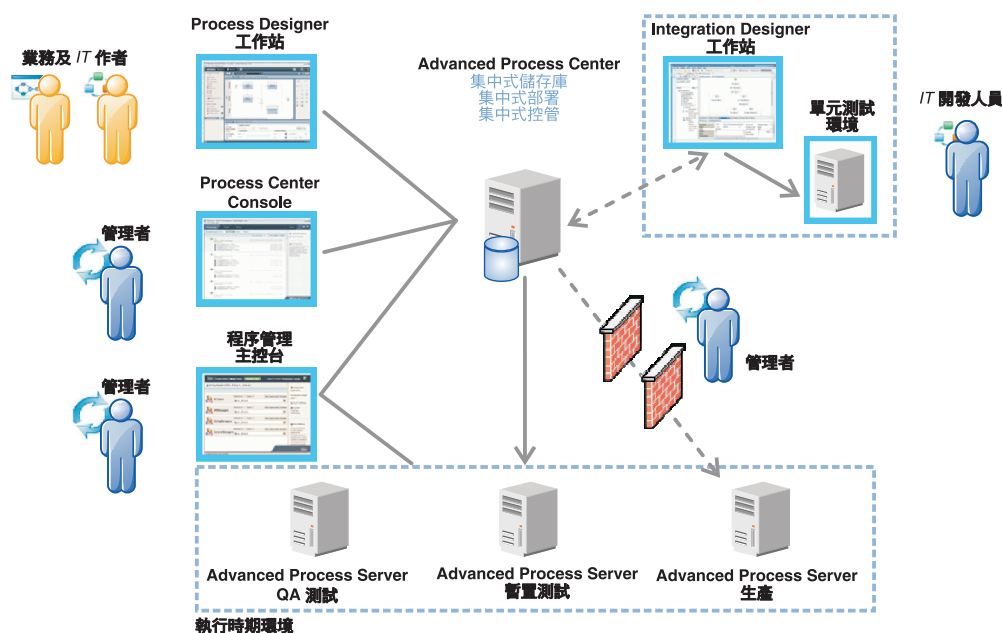 Process Designer
工作站
業務及 IT 作者
Advanced Process Center
集中式儲存庫
集中式部署
集中式控管
Integration Designer
工作站
單元測試
環境
IT 開發人員
Process Center
Console
管理者
程序管理
主控台
管理者
管理者
Advanced Process Server
QA 測試
Advanced Process Server
暫置測試
Advanced Process Server
生產
執行時期環境